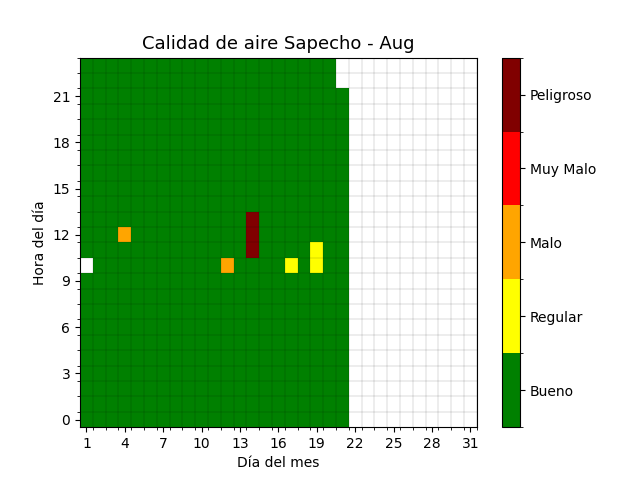 Calidad de aire Sapecho - Aug
Hora del día
21
18
15
12
9
6
3
0
1 4 7 10 13 16 19 22 25 28 31
Día del mes
Peligroso
Muy Malo
Malo
Regular
Bueno